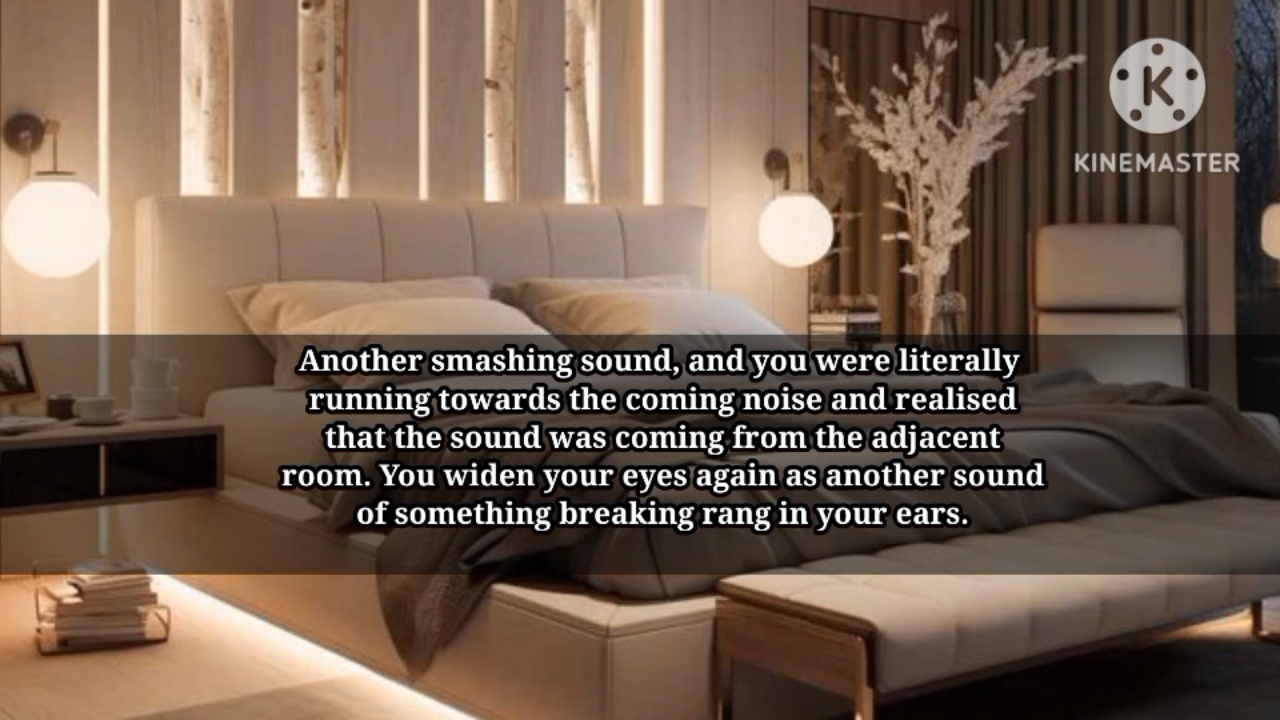 K
KINEMASTER
Another smashing sound, and you were literally
running towards the coming noise and realised
that the sound was coming from the adjacent
room. You widen your eyes again as another sound
of something breaking rang in your ears.